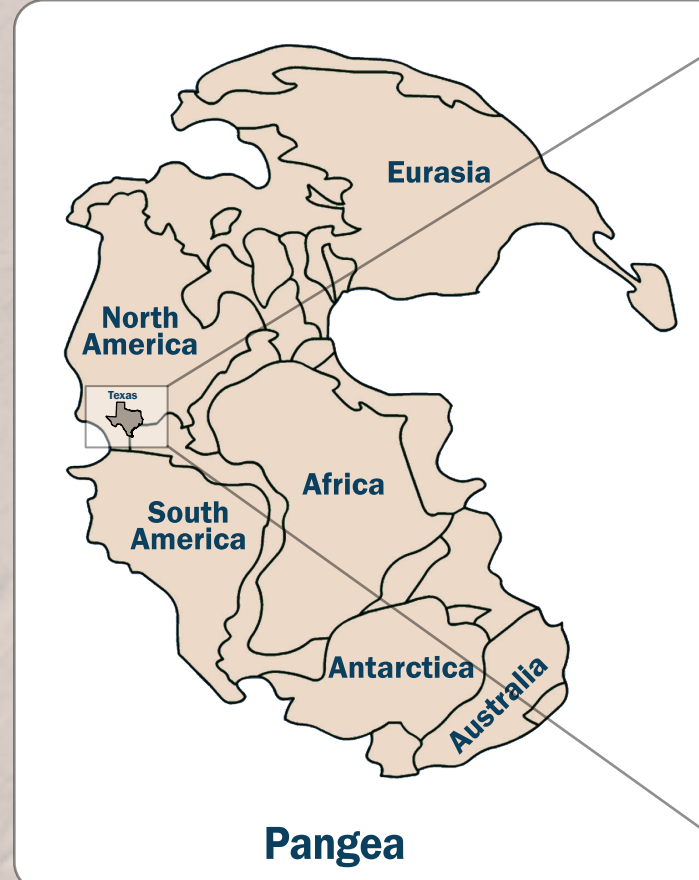 Eurasia
North
America
Texas
Africa
South
America
Antarctica
Australia
Pangea